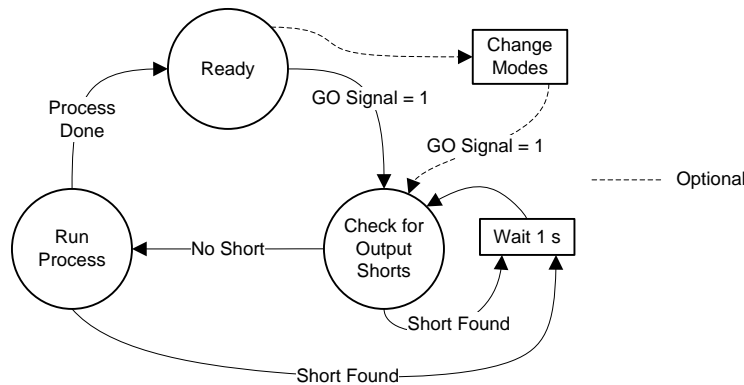 Ready
Change
Modes
GO Signal = 1
Process
Done
GO Signal = 1
Optional
Run
Process
No Short
Check for
Output
Shorts
Wait 1 s
Short Found
Short Found